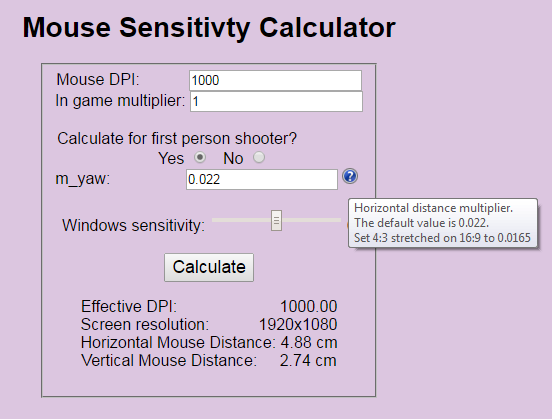 Mouse Sensitivty Calculator
Mouse DPI: 1000
In game multiplier: 1
Calculate for first person shooter?
Yes No
m_yaw: 0.022 ?
Horizontal distance multiplier.
The default value is 0.022.
Set 4:3 stretched on 16:9 to 0.0165
Windows sensitivity:
Calculate
Effective DPI: 1000.00
Screen resolution: 1920x1080
Horizontal Mouse Distance: 4.88 cm
Vertical Mouse Distance: 2.74 cm